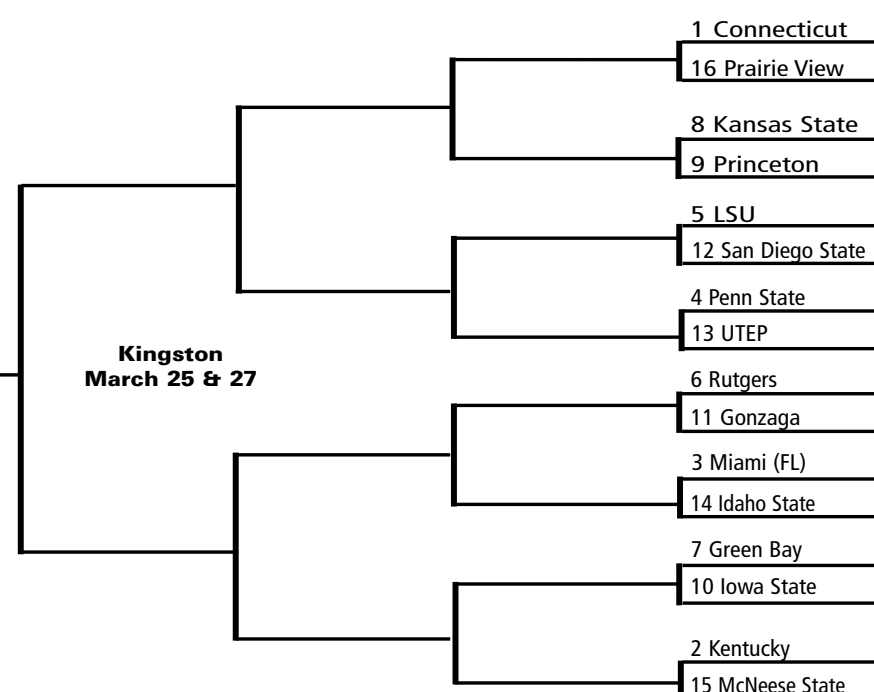 1 Connecticut
16 Prairie View
8 Kansas State
9 Princeton
5 LSU
12 San Diego State
4 Penn State
13 UTEP
Kingston
March 25 & 27
6 Rutgers
11 Gonzaga
3 Miami (FL)
14 Idaho State
7 Green Bay
10 Iowa State
2 Kentucky
15 McNeese State